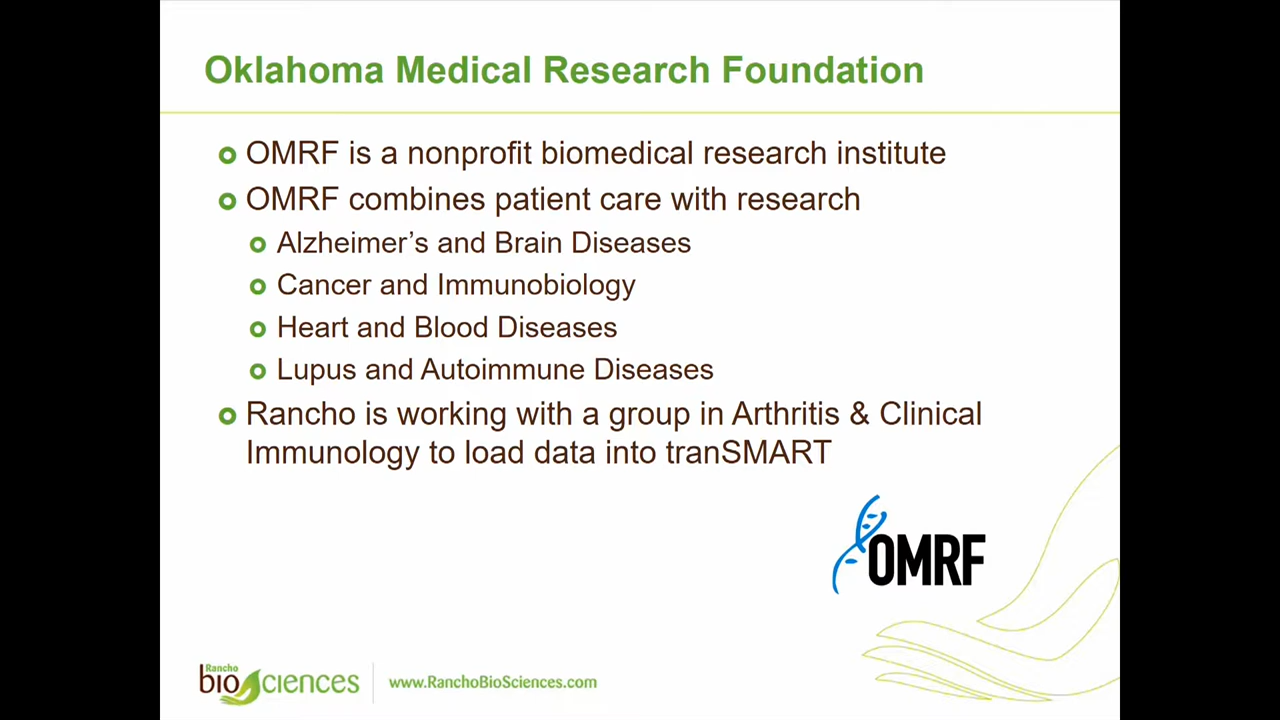 Oklahoma Medical Research Foundation
OMRF is a nonprofit biomedical research institute
OMRF combines patient care with research
Alzheimer’s and Brain Diseases
Cancer and Immunobiology
Heart and Blood Diseases
Lupus and Autoimmune Diseases
Rancho is working with a group in Arthritis & Clinical
Immunology to load data into tranSMART
OMRF
Rancho
bioSciences
www.RanchoBioSciences.com